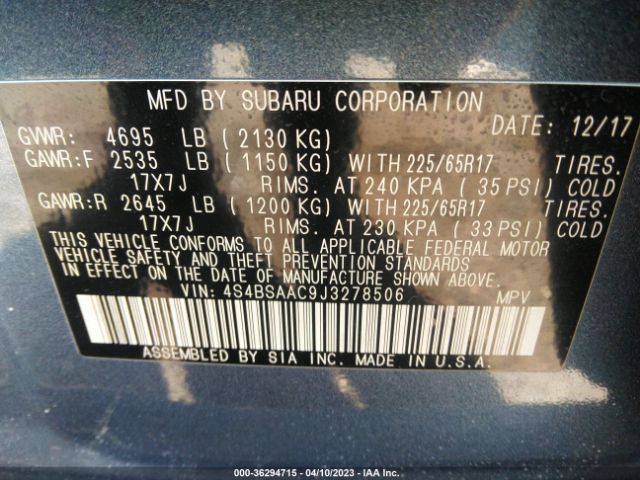 MFD BY SUBARU CORPORATION
DATE: 12/17
GVWR: 4695 LB ( 2130 KG)
GAWR:F 2535 LB ( 1150 KG) WITH 225/65R17 TIRES.
17X7J RIMS. AT 240 KPA ( 35 PSI) COLD
GAWR:R 2645 LB ( 1200 KG) WITH 225/65R17 TIRES.
17X7J RIMS. AT 230 KPA ( 33 PSI) COLD
THIS VEHICLE CONFORMS TO ALL APPLICABLE FEDERAL MOTOR
VEHICLE SAFETY AND THEFT PREVENTION STANDARDS
IN EFFECT ON THE DATE OF MANUFACTURE SHOWN ABOVE.
VIN: 4S4BSAAC9J3278506 MPV
ASSEMBLED BY SIA INC. MADE IN U.S.A.
000-36294715 - 04/10/2023 - IAA Inc.